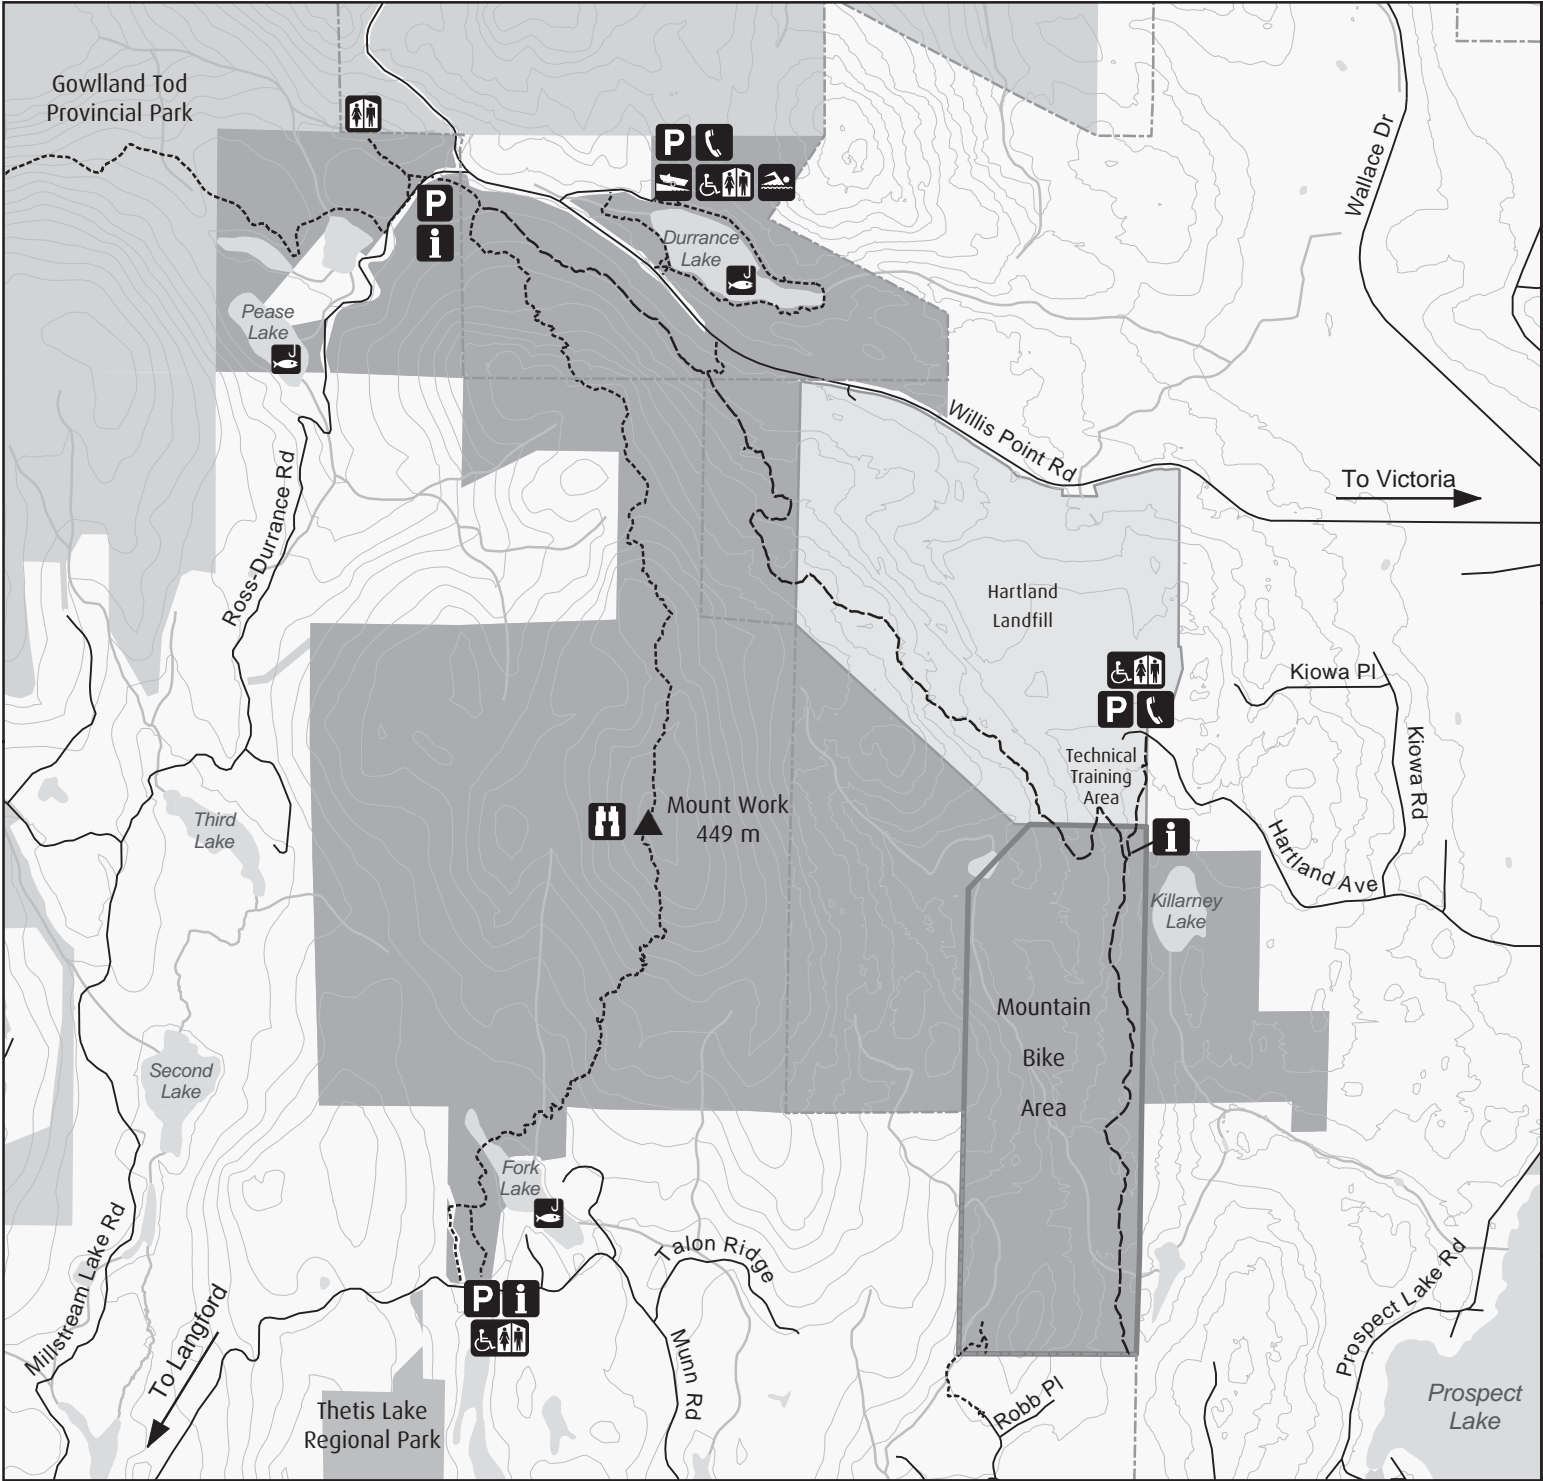 Gowlland Tod
Provincial Park
P
P
i
Durrance
Lake
Pease
Lake
Wallace Dr
Willis Point Rd
To Victoria
Ross-Durrance Rd
Hartland
Landfill
Kiowa Pl
P
Kiowa Rd
Technical
Training
Area
Mount Work
449 m
Third
Lake
i
Hartland Ave
Killarney
Lake
Mountain
Bike
Area
Second
Lake
Fork
Lake
Talon Ridge
Millstream Lake Rd
To Langford
P i
Munn Rd
Prospect Lake Rd
Robb Pl
Thetis Lake
Regional Park
Prospect
Lake